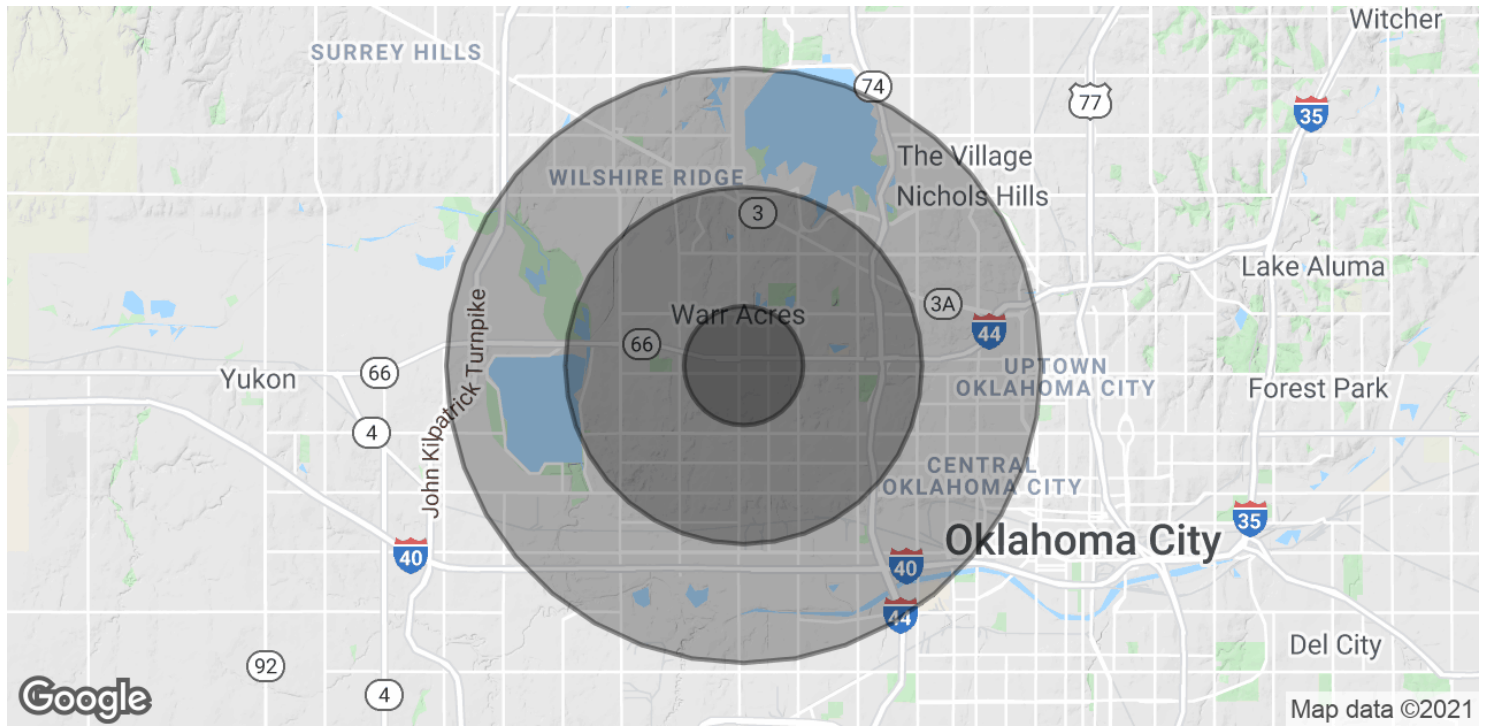 Witcher
SURREY HILLS
74
77
35
The Village
WILSHIRE RIDGE
Nichols Hills
3
Lake Aluma
3A
Warr Acres
44
66
John Kilpatrick Turnpike
66
Yukon
UPTOWN
OKLAHOMA CITY
Forest Park
4
CENTRAL
OKLAHOMA CITY
35
Oklahoma City
40
40
44
Del City
92
4
Google
Map data ©2021